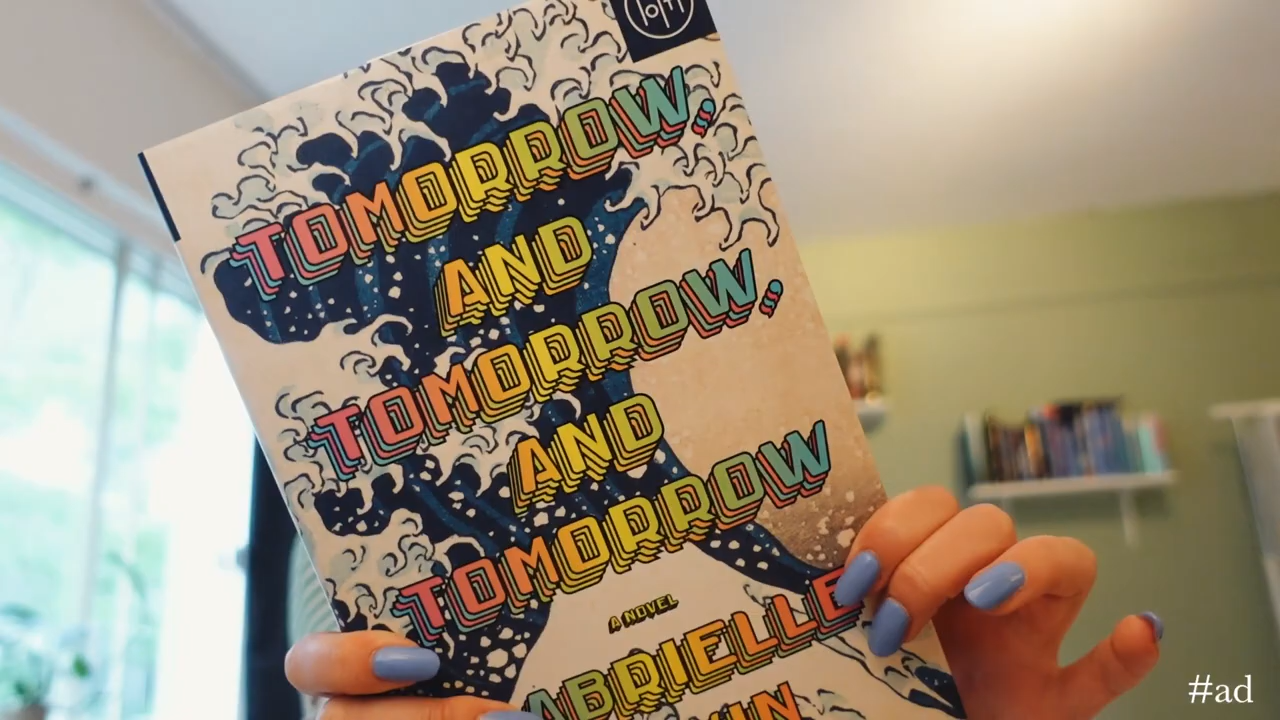 TOMORROW,
AND
TOMORROW,
AND
TOMORROW
A NOVEL
ABRIELLE
#ad